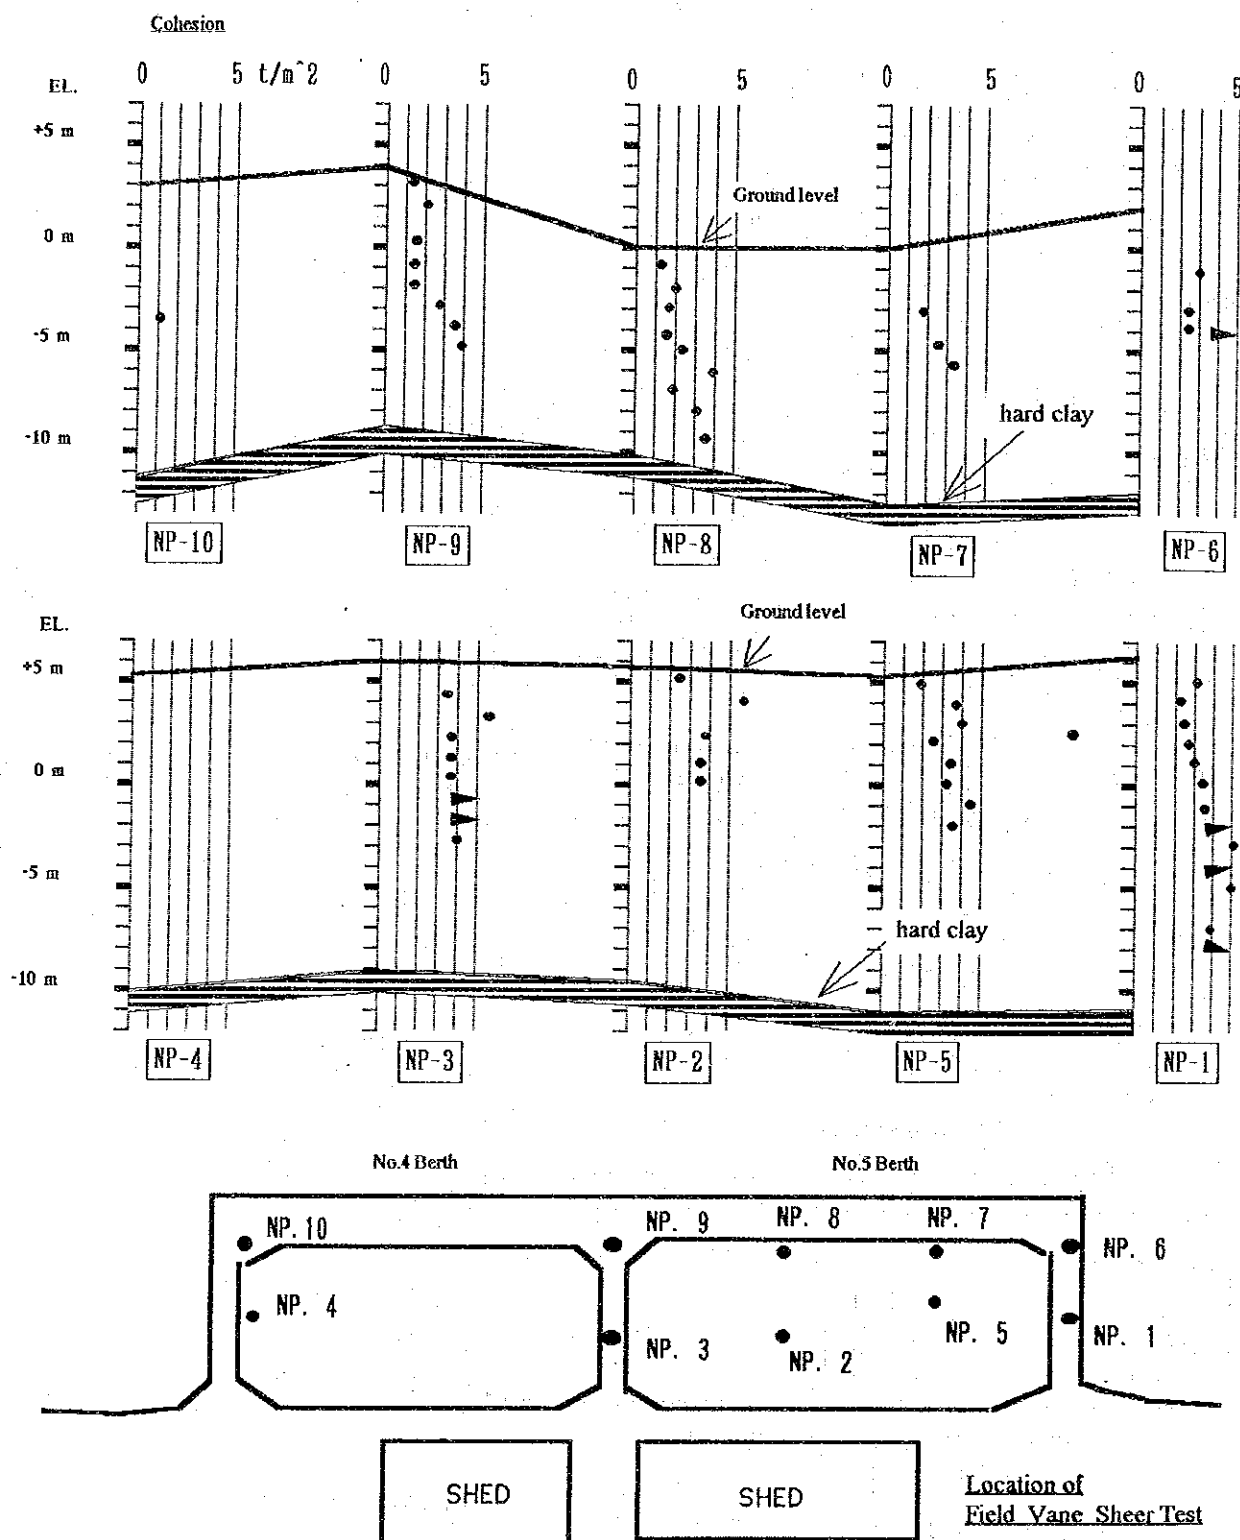 Cohesion
0 5 t/m^2 0 5 0 5 0 5 0 5
EL.
+5 m
Ground level
0 m
-5 m
hard clay
-10 m
NP-10 NP-9 NP-8 NP-7 NP-6
Ground level
EL.
+5 m
0 m
-5 m
hard clay
-10 m
NP-4 NP-3 NP-2 NP-5 NP-1
No.4 Berth No.5 Berth
NP. 10 NP. 9 NP. 8 NP. 7 NP. 6
NP. 4 NP. 3 NP. 2 NP. 5 NP. 1
SHED SHED
Location of
Field Vane Sheer Test